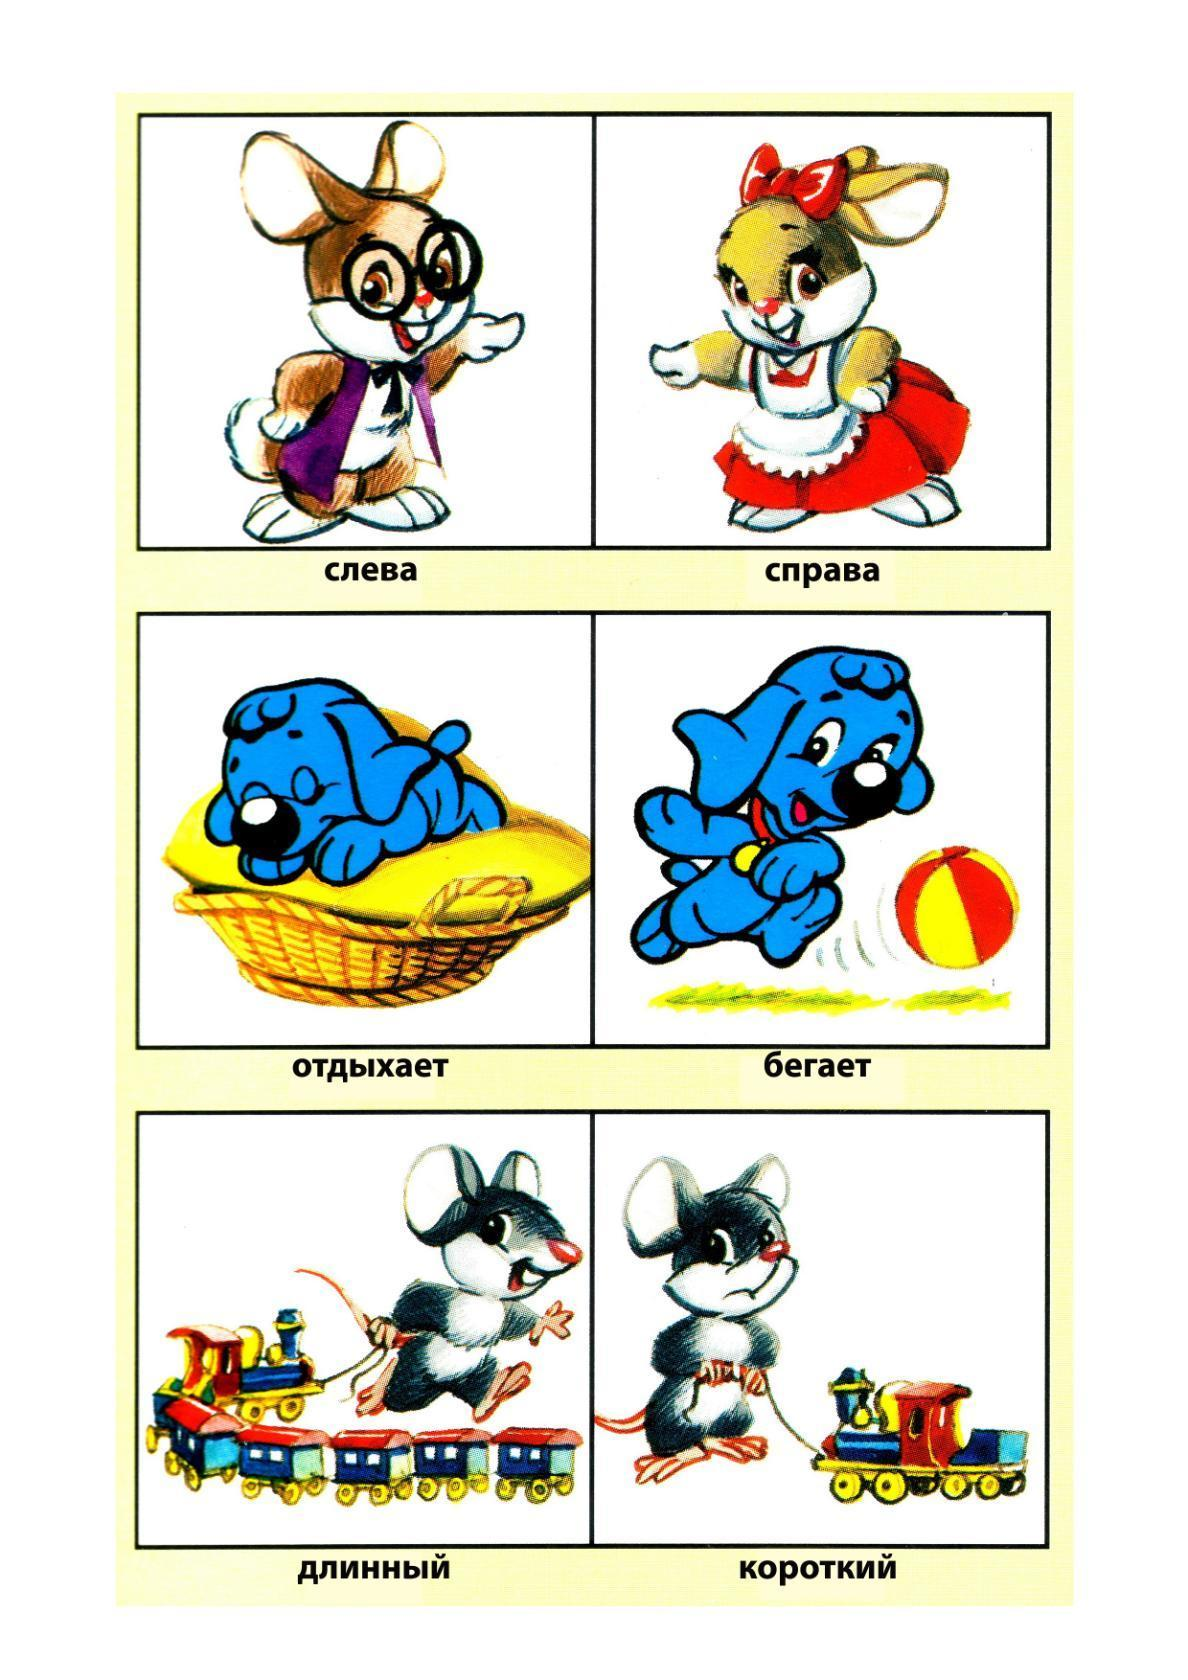 слева
справа
отдыхает
бегает
длинный
короткий